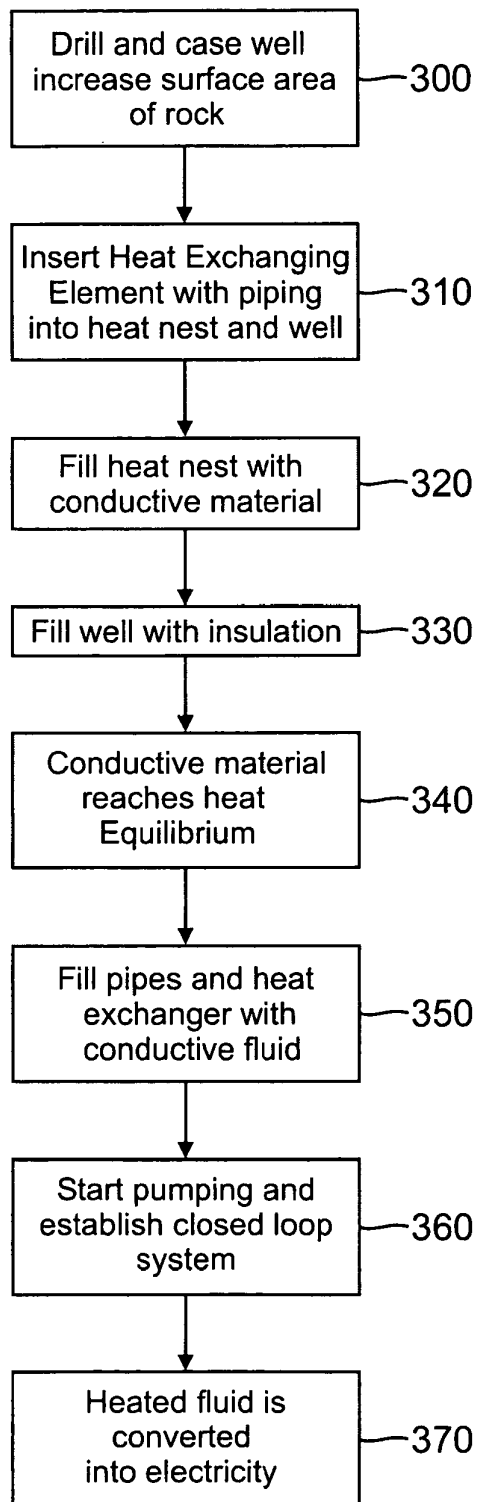 Drill and case well
increase surface area
of rock
300
Insert Heat Exchanging
Element with piping
into heat nest and well
310
Fill heat nest with
conductive material
320
Fill well with insulation
330
Conductive material
reaches heat
Equilibrium
340
Fill pipes and heat
exchanger with
conductive fluid
350
Start pumping and
establish closed loop
system
360
Heated fluid is
converted
into electricity
370